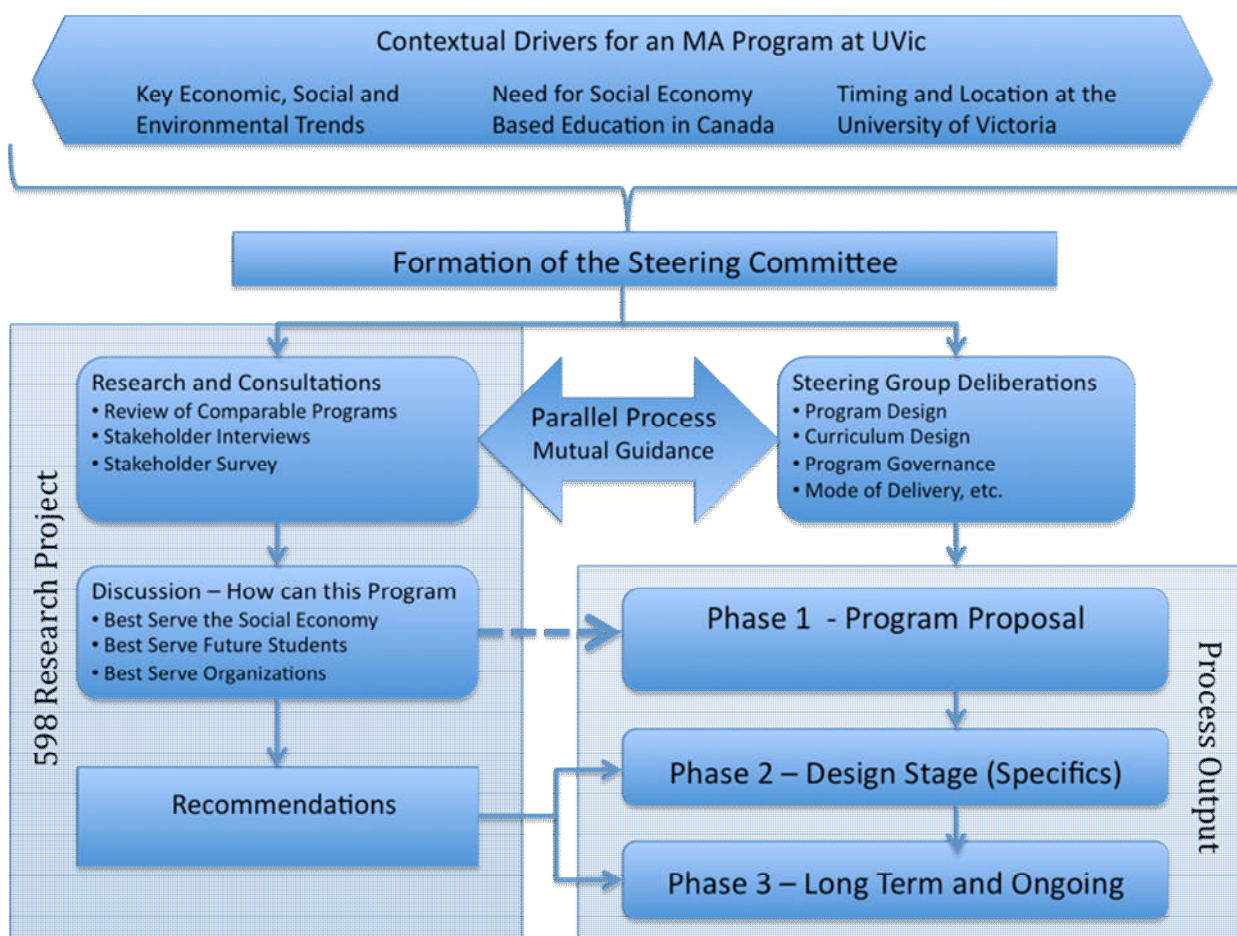 Contextual Drivers for an MA Program at UVic
Key Economic, Social and
Environmental Trends
Need for Social Economy
Based Education in Canada
Timing and Location at the
University of Victoria
Formation of the Steering Committee
598 Research Project
Research and Consultations
• Review of Comparable Programs
• Stakeholder Interviews
• Stakeholder Survey
Parallel Process
Mutual Guidance
Steering Group Deliberations
• Program Design
• Curriculum Design
• Program Governance
• Mode of Delivery, etc.
Discussion – How can this Program
• Best Serve the Social Economy
• Best Serve Future Students
• Best Serve Organizations
Recommendations
Phase 1 - Program Proposal
Phase 2 – Design Stage (Specifics)
Phase 3 – Long Term and Ongoing
Process Output